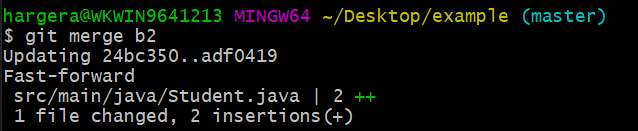 hargera@WKWIN9641213 MINGW64 ~/Desktop/example (master)
$ git merge b2
Updating 24bc350..adf0419
Fast-forward
 src/main/java/Student.java | 2 ++
 1 file changed, 2 insertions(+)